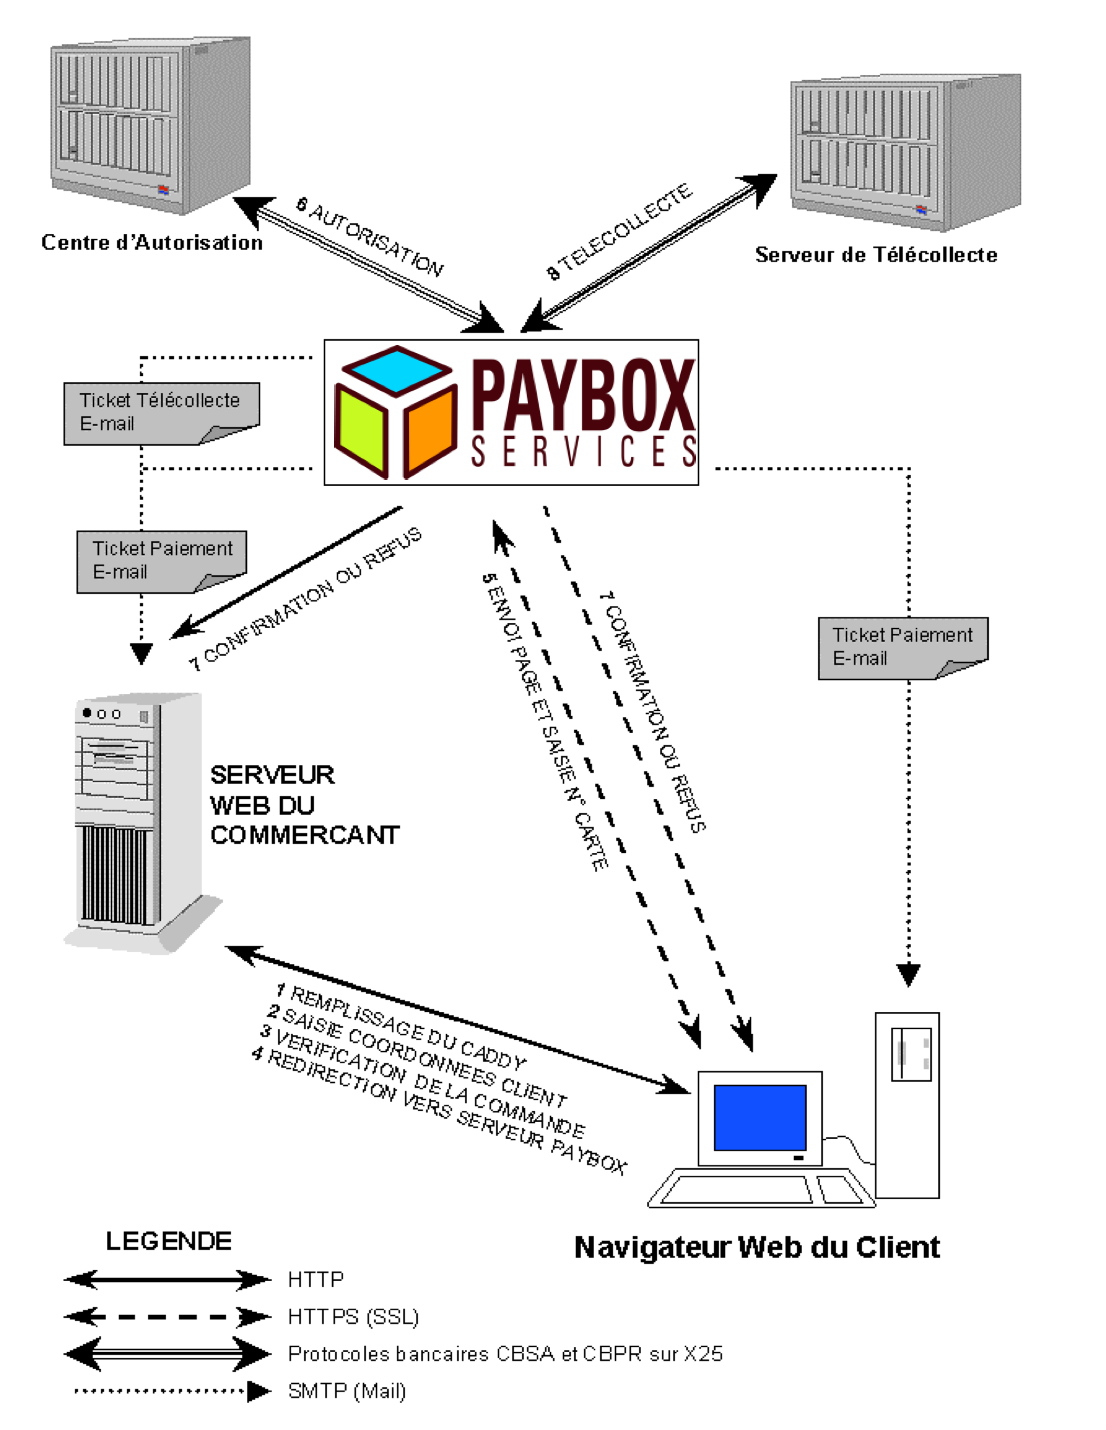 Centre d'Autorisation
6 AUTORISATION
8 TELECOLLECTE
Serveur de Télécollecte
PAYBOX
SERVICES
Ticket Télécollecte
E-mail
Ticket Paiement
E-mail
7 CONFIRMATION OU REFUS
5 ENVOI PAGE ET SAISIE N° CARTE
7 CONFIRMATION OU REFUS
Ticket Paiement
E-mail
SERVEUR
WEB DU
COMMERCANT
1 REMPLISSAGE DU CADDY
2 SAISIE COORDONNEES CLIENT
3 VERIFICATION DE LA COMMANDE
4 REDIRECTION VERS SERVEUR PAYBOX
Navigateur Web du Client
LEGENDE
HTTP
HTTPS (SSL)
Protocoles bancaires CBSA et CBPR sur X25
SMTP (Mail)